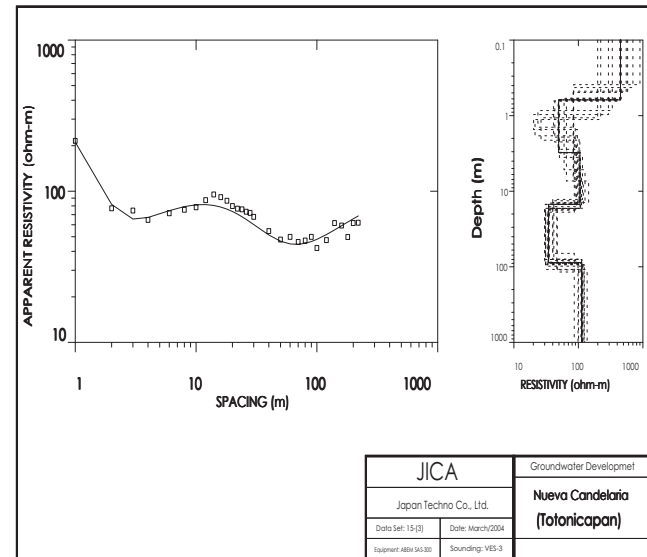 1000
100
10
APPARENT RESISTIVITY (ohm-m)
1
10
100
1000
SPACING (m)
0.1
1
10
100
1000
Depth (m)
10
100
1000
RESISTIVITY (ohm-m)
JICA
Japan Techno Co., Ltd.
Data Set: 15-(3)
Date: March/2004
Equipment: ABEM SAS-300
Sounding: VES-3
Groundwater Developmet
Nueva Candelaria
(Totonicapan)